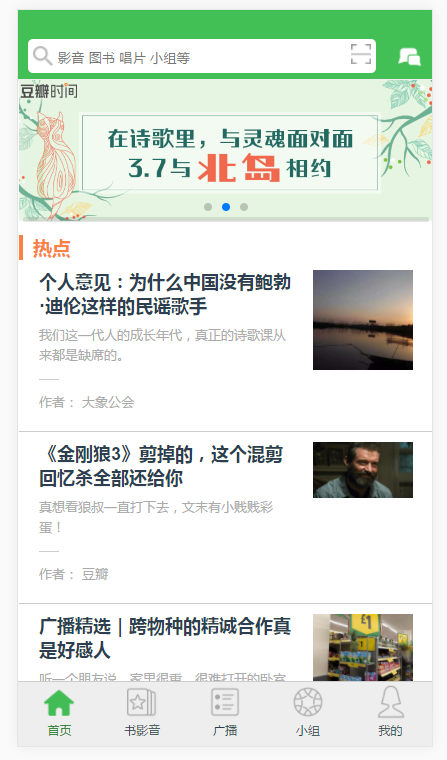 影音 图书 唱片 小组等
豆瓣时间
在诗歌里，与灵魂面对面
3.7与北岛相约
热点
个人意见：为什么中国没有鲍勃
·迪伦这样的民谣歌手
我们这一代人的成长年代，真正的诗歌课从
来都是缺席的。
作者： 大象公会
《金刚狼3》剪掉的，这个混剪
回忆杀全部还给你
真想看狼叔一直打下去，文末有小贱贱彩
蛋！
作者： 豆瓣
广播精选｜跨物种的精诚合作真
是好感人
£1
听一个朋友说，家里很重、很难打开的卧室
首页 书影音 广播 小组 我的